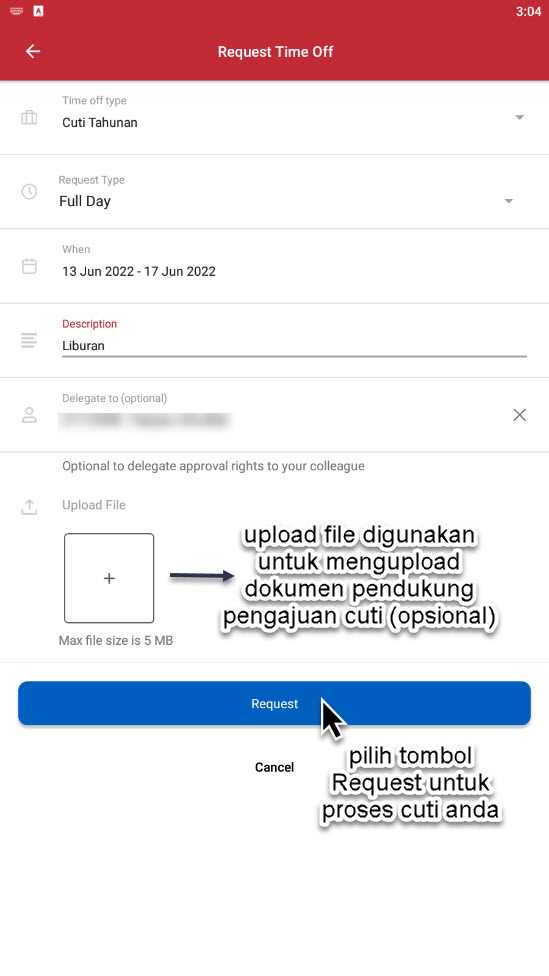 3:04
Request Time Off
Time off type
Cuti Tahunan
Request Type
Full Day
When
13 Jun 2022 - 17 Jun 2022
Description
Liburan
Delegate to (optional)
Optional to delegate approval rights to your colleague
Upload File
+
upload file digunakan
untuk mengupload
dokumen pendukung
pengajuan cuti (opsional)
Max file size is 5 MB
Request
Cancel
pilih tombol
Request untuk
proses cuti anda